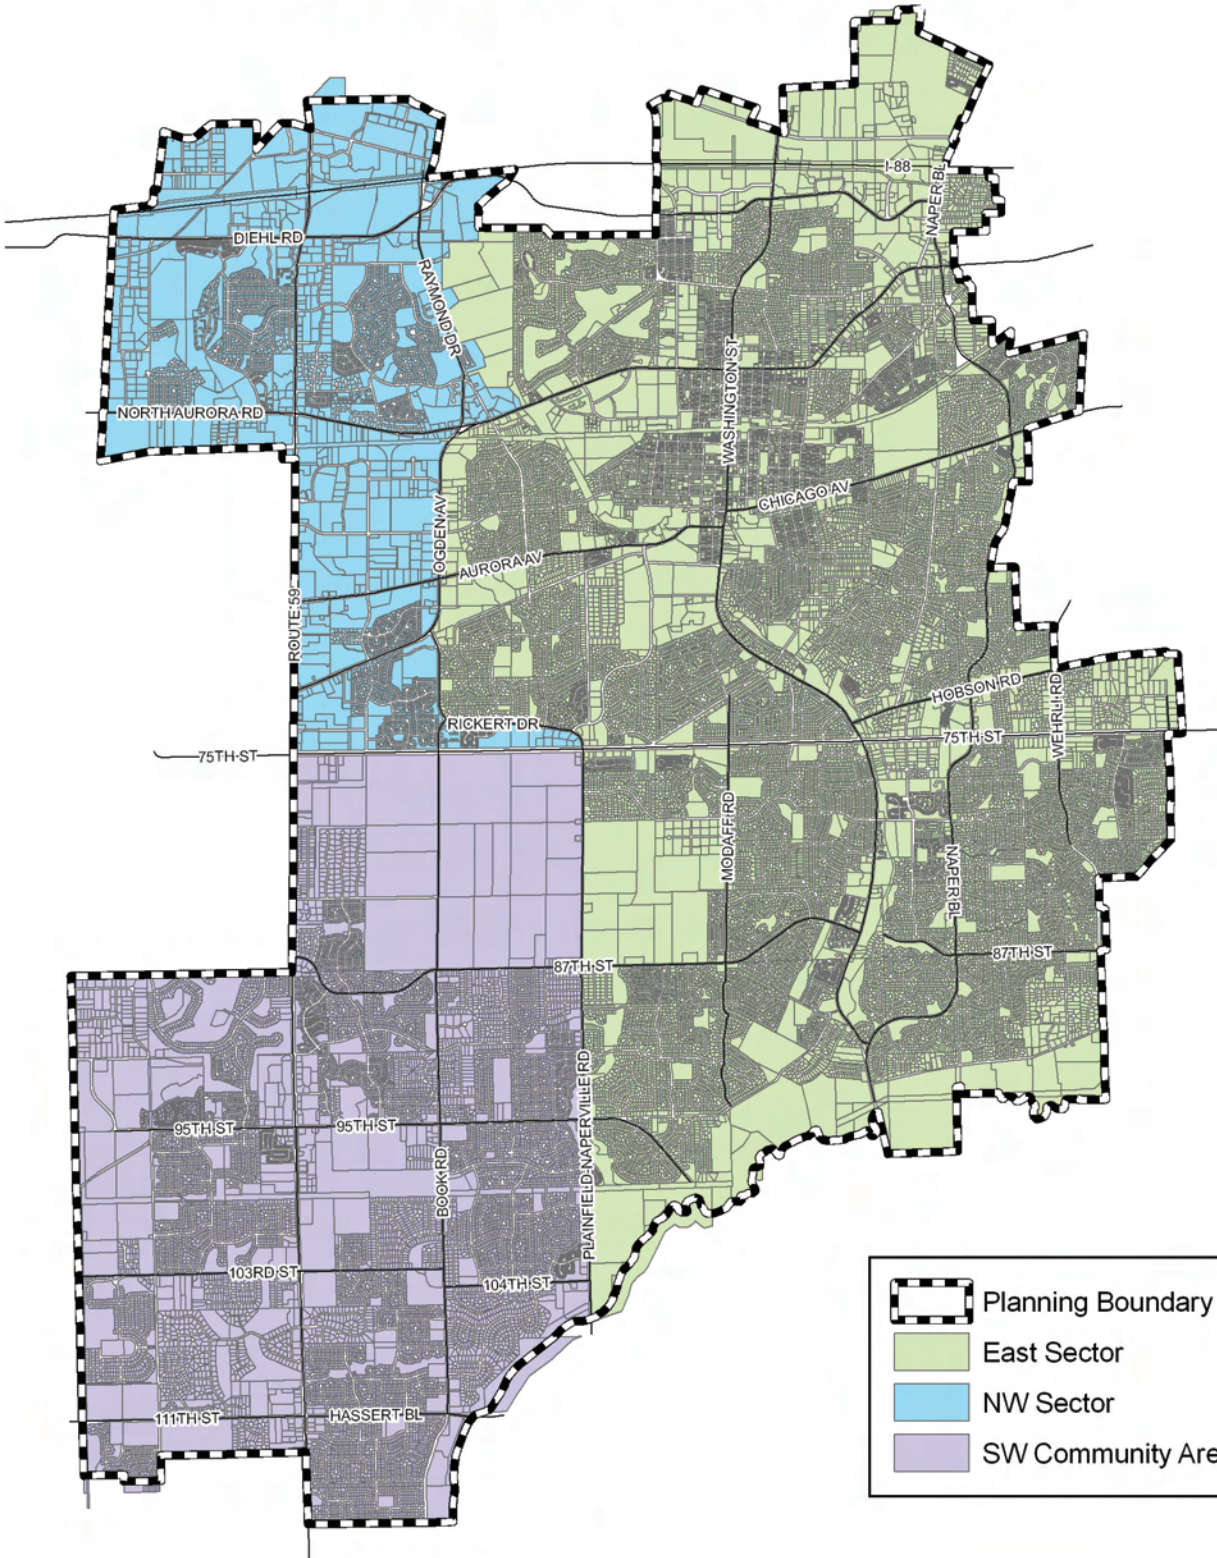 I-88
NAPER BL
DIEHL RD
RAYMOND DR
WASHINGTON ST
NORTH AURORA RD
CHICAGO AV
OGDEN AV
AURORA AV
ROUTE 59
HOBSON RD
WEHRLI RD
RICKERT DR
75TH ST
75TH ST
MODAFF RD
NAPER BL
87TH ST
87TH ST
PLAINFIELD-NAPERVILLE RD
95TH ST
95TH ST
BOOK RD
103RD ST
104TH ST
111TH ST
HASSERT BL
Planning Boundary
East Sector
NW Sector
SW Community Are